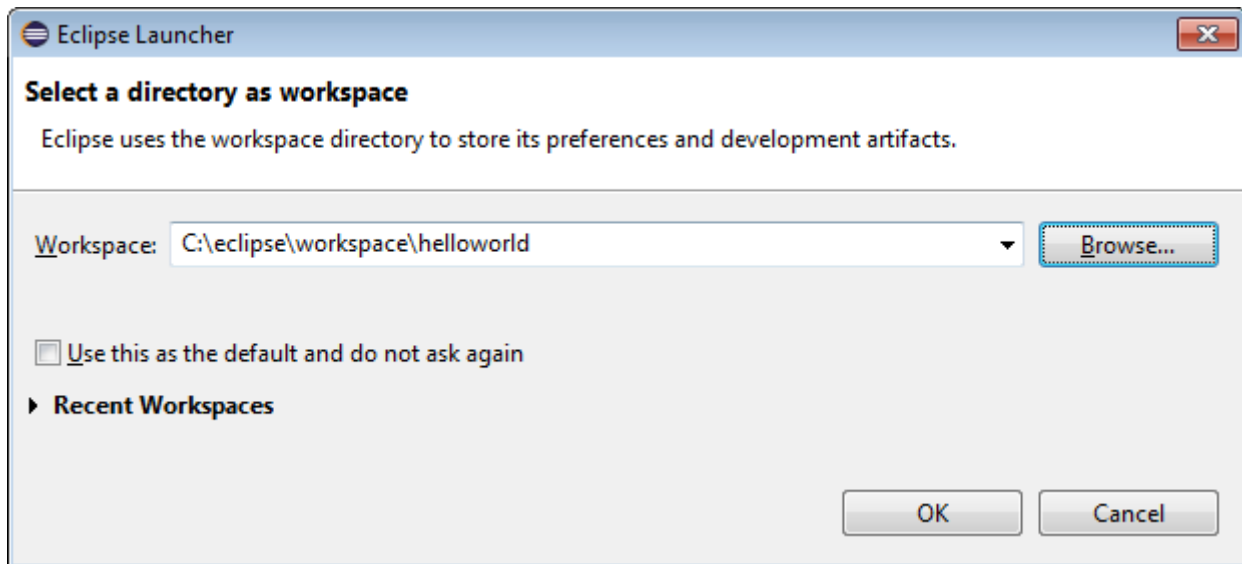 Eclipse Launcher
Select a directory as workspace
Eclipse uses the workspace directory to store its preferences and development artifacts.
Workspace: C:\eclipse\workspace\helloworld Browse...
Use this as the default and do not ask again
Recent Workspaces
OK Cancel